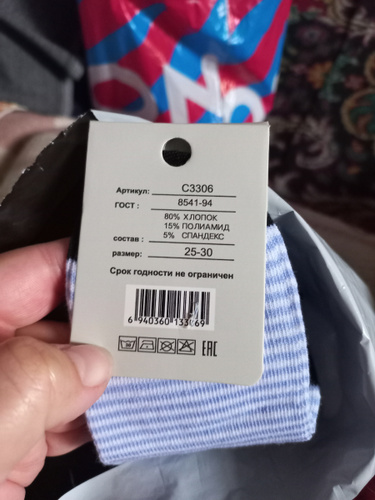 Артикул: С3306
ГОСТ: 8541-94
80% ХЛОПОК
15% ПОЛИАМИД
состав: 5% СПАНДЕКС
размер: 25-30
Срок годности не ограничен
6 940360 133069
EAC